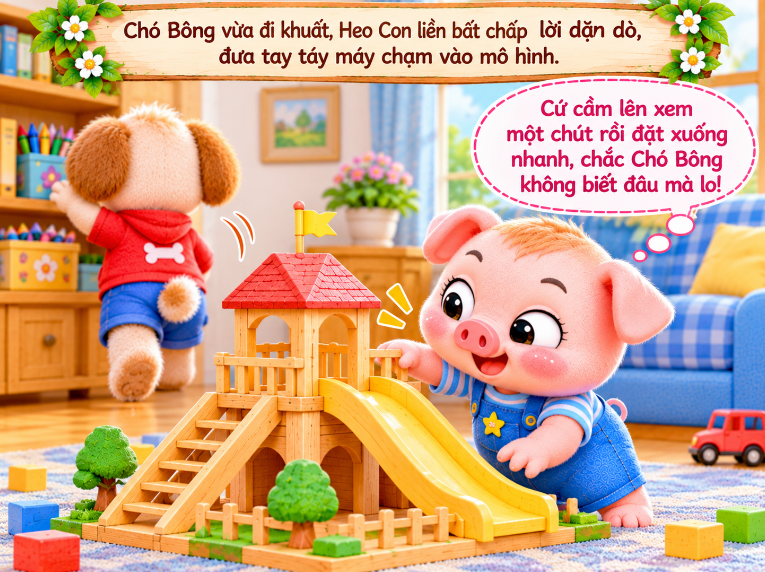 Chó Bông vừa đi khuất, Heo Con liền bất chấp lời dặn dò,
đưa tay táy máy chạm vào mô hình.
Cứ cầm lên xem
một chút rồi đặt xuống
nhanh, chắc Chó Bông
không biết đâu mà lo!